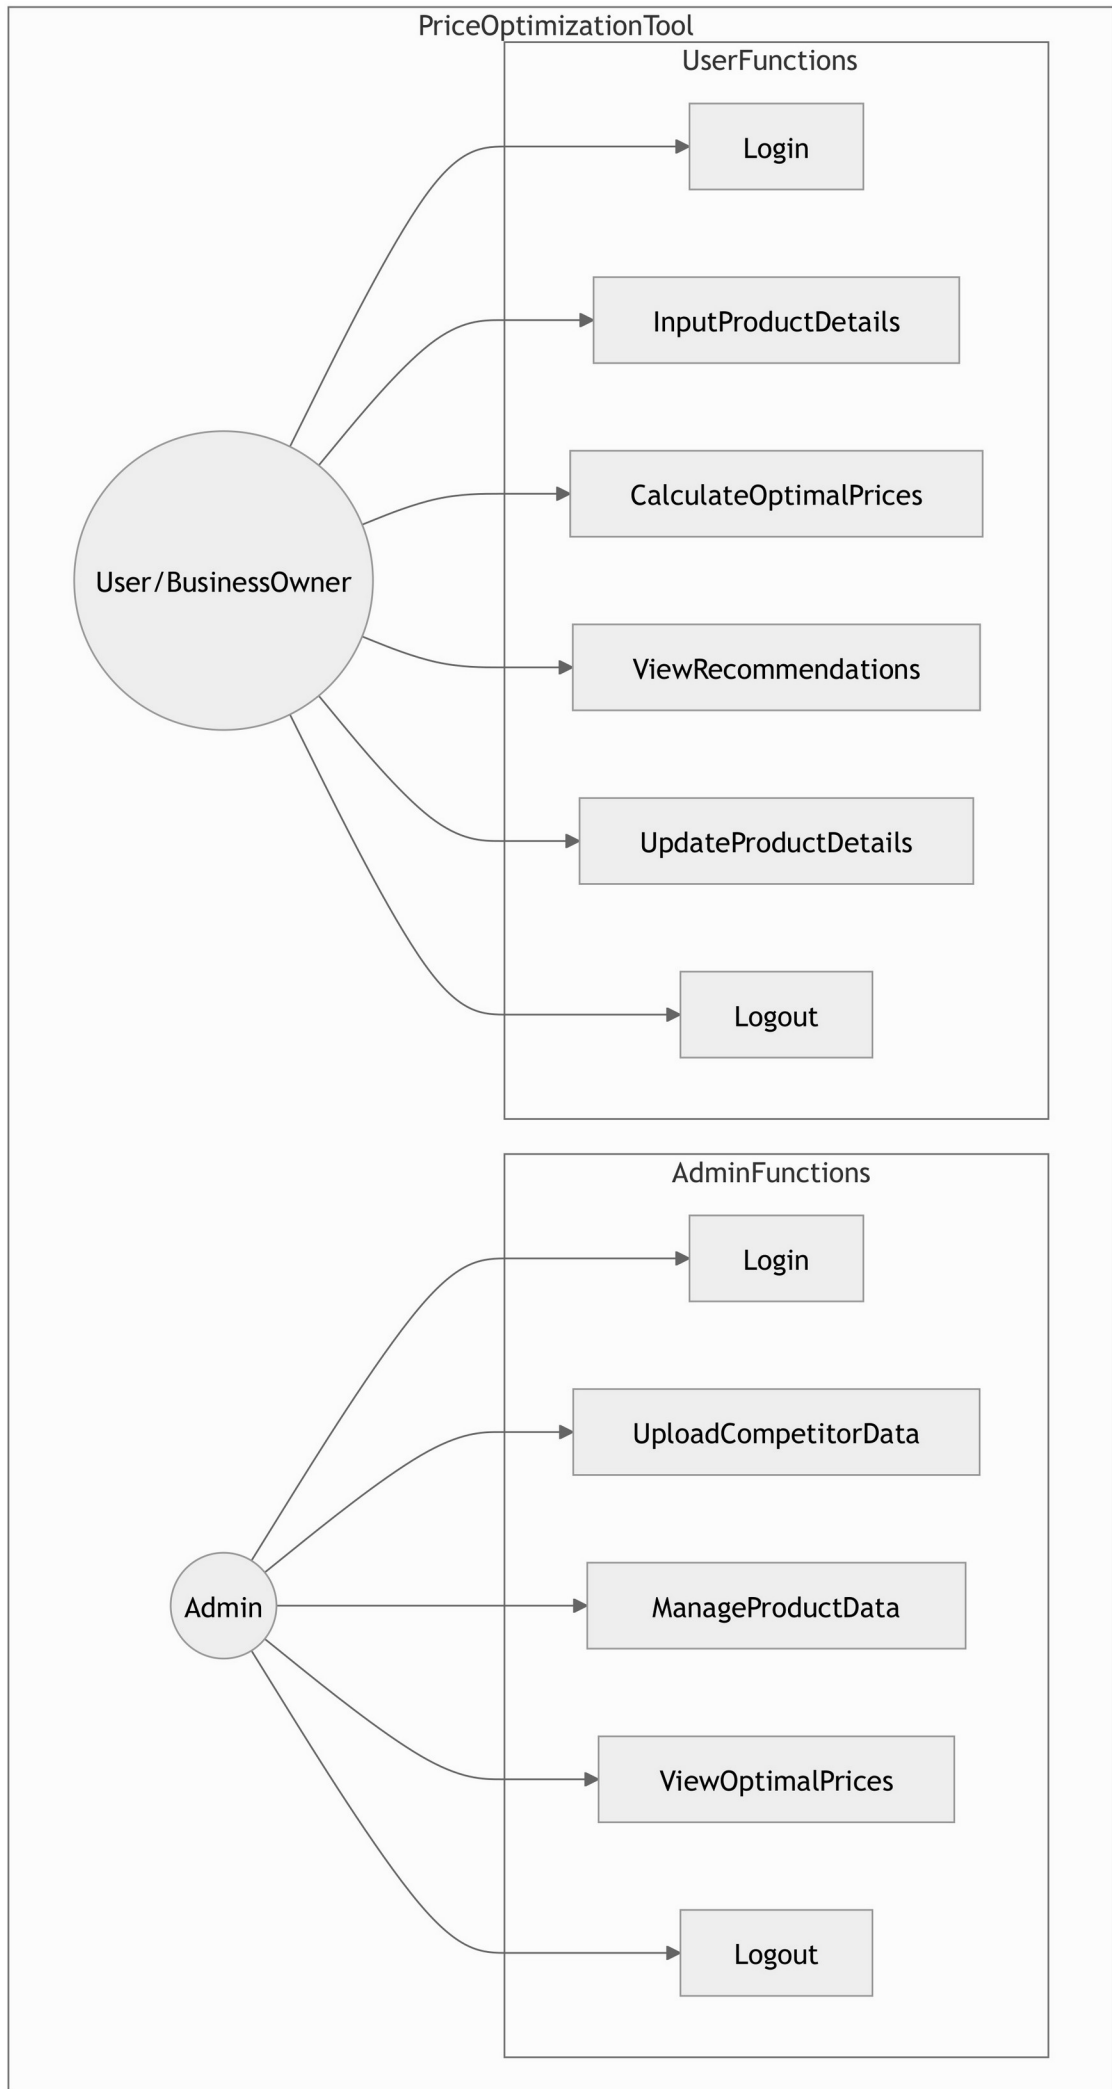 PriceOptimizationTool
UserFunctions
Login
InputProductDetails
CalculateOptimalPrices
User/BusinessOwner
ViewRecommendations
UpdateProductDetails
Logout
AdminFunctions
Login
UploadCompetitorData
Admin
ManageProductData
ViewOptimalPrices
Logout